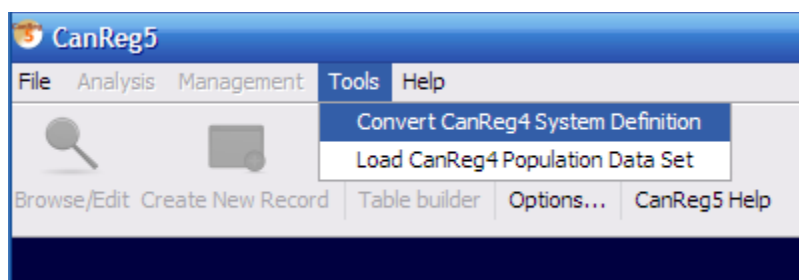 CanReg5
File Analysis Management Tools Help
Convert CanReg4 System Definition
Load CanReg4 Population Data Set
Browse/Edit Create New Record Table builder Options... CanReg5 Help